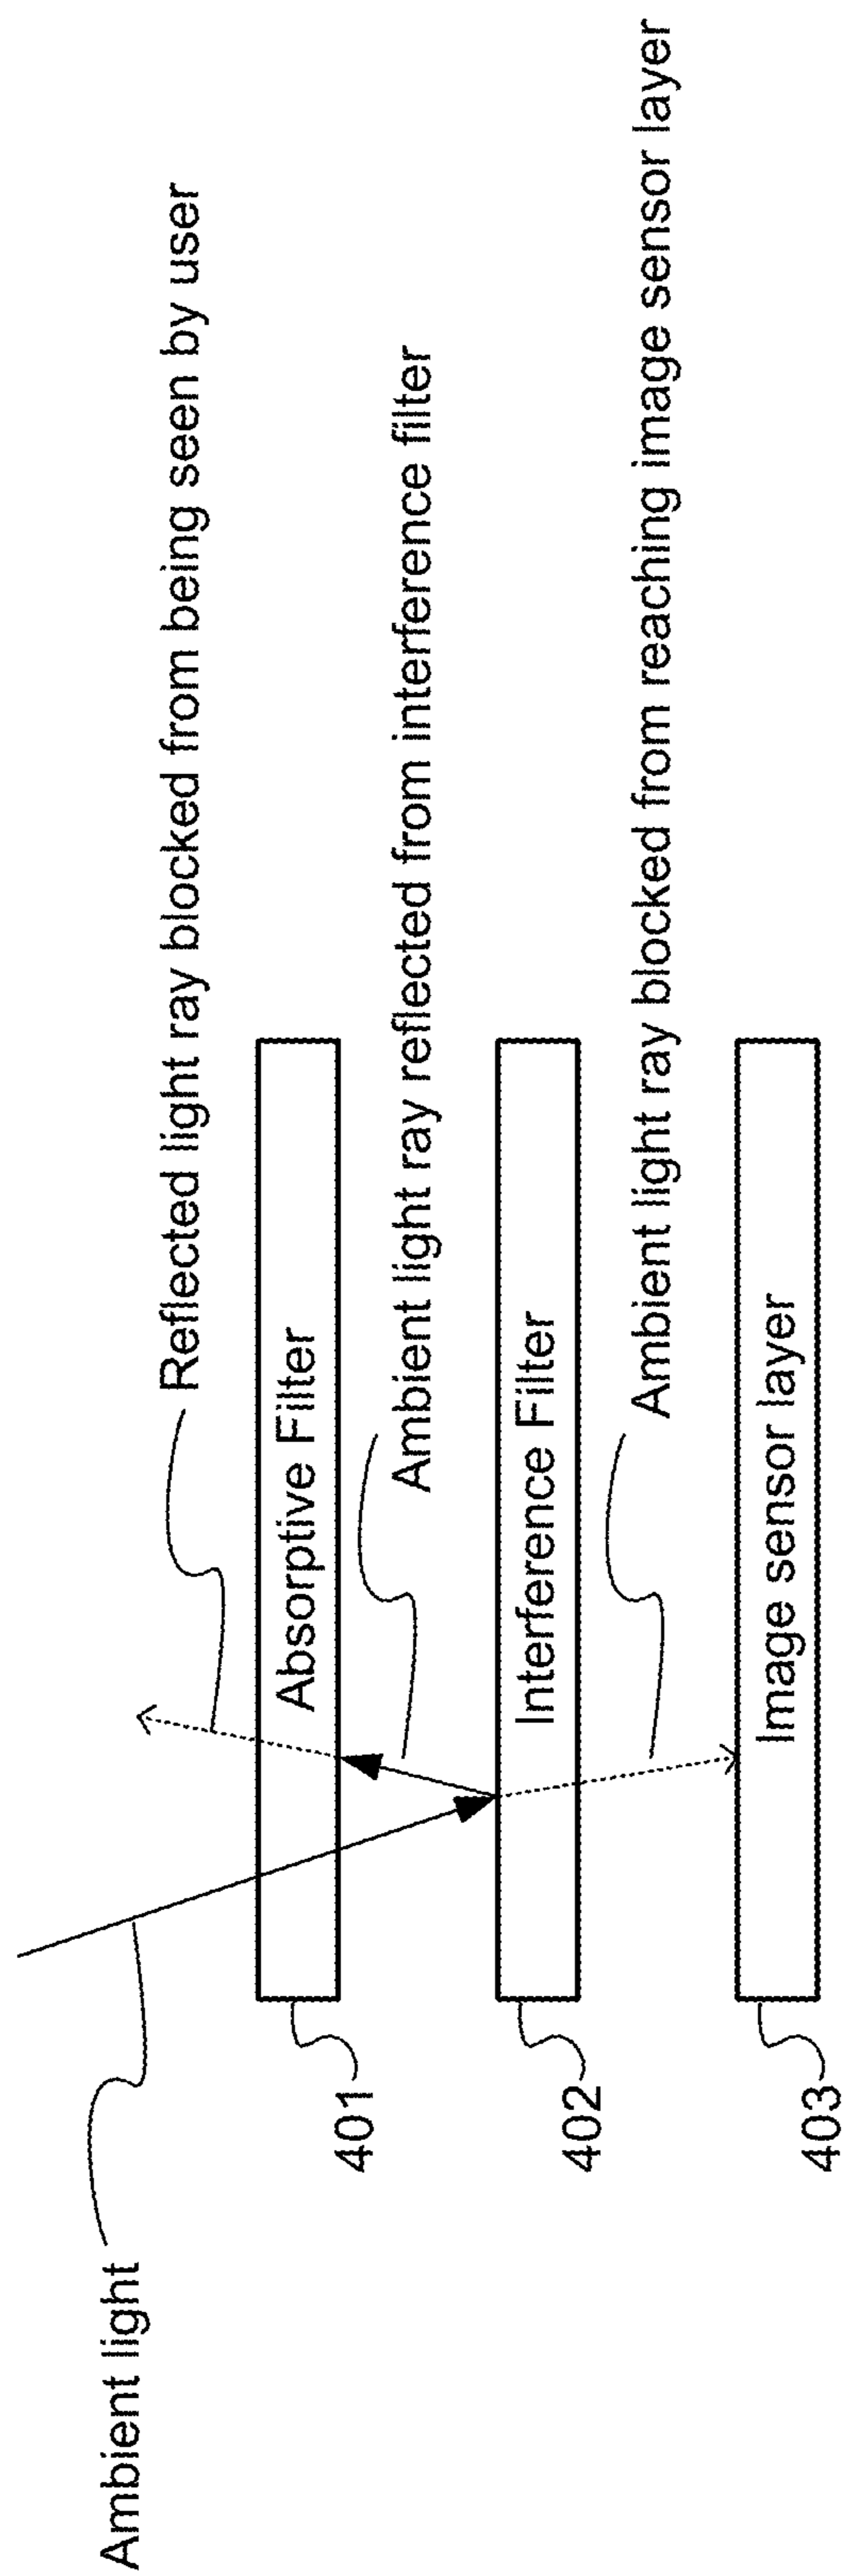 Ambient light
Reflected light ray blocked from being seen by user
401
Absorptive Filter
Ambient light ray reflected from interference filter
402
Interference Filter
Ambient light ray blocked from reaching image sensor layer
403
Image sensor layer